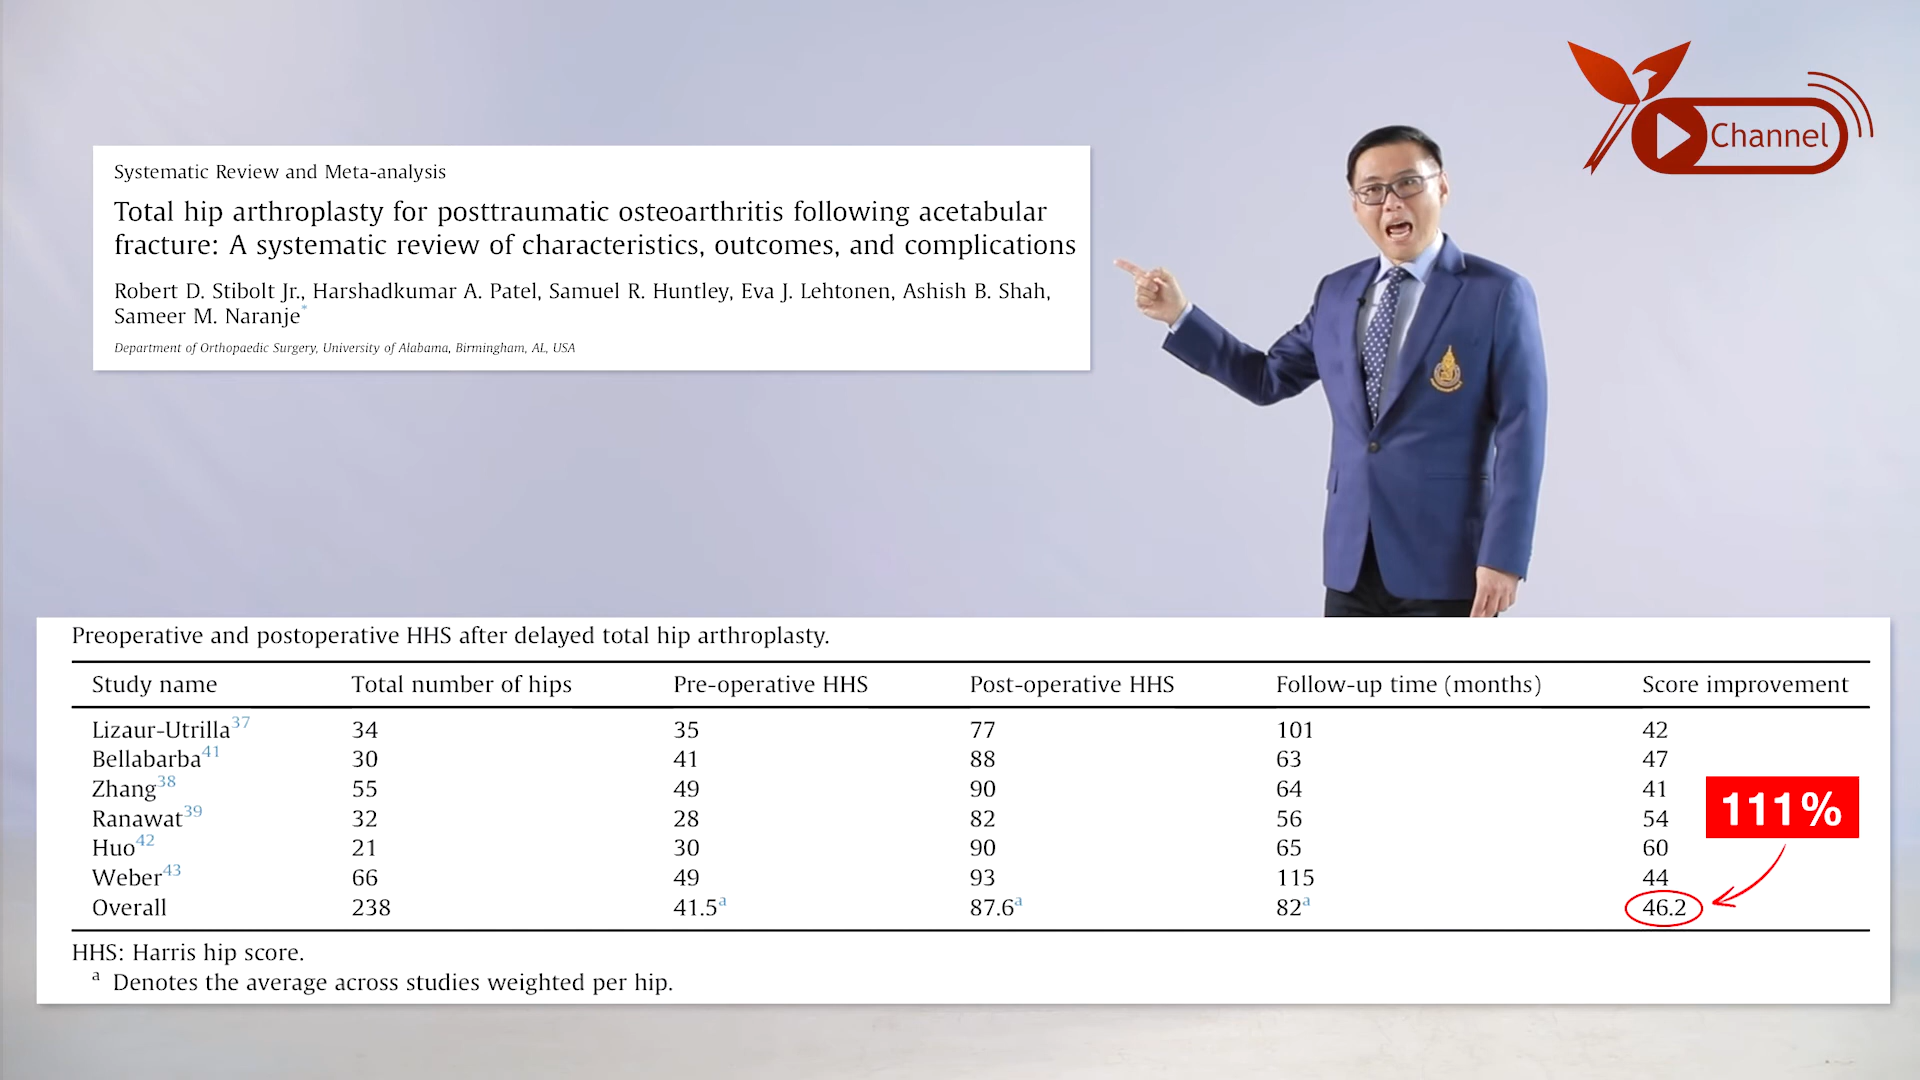 Channel
Systematic Review and Meta-analysis
Total hip arthroplasty for posttraumatic osteoarthritis following acetabular
fracture: A systematic review of characteristics, outcomes, and complications
Robert D. Stibolt Jr., Harshadkumar A. Patel, Samuel R. Huntley, Eva J. Lehtonen, Ashish B. Shah,
Sameer M. Naranje*
Department of Orthopaedic Surgery, University of Alabama, Birmingham, AL, USA
Preoperative and postoperative HHS after delayed total hip arthroplasty.
Study name Total number of hips Pre-operative HHS Post-operative HHS Follow-up time (months) Score improvement
Lizaur-Utrilla37 34 35 77 101 42
Bellabarba41 30 41 88 63 47
Zhang38 55 49 90 64 41
Ranawat39 32 28 82 56 54
111%
Huo42 21 30 90 65 60
Weber43 66 49 93 115 44
Overall 238 41.5a 87.6a 82a 46.2
HHS: Harris hip score.
a Denotes the average across studies weighted per hip.